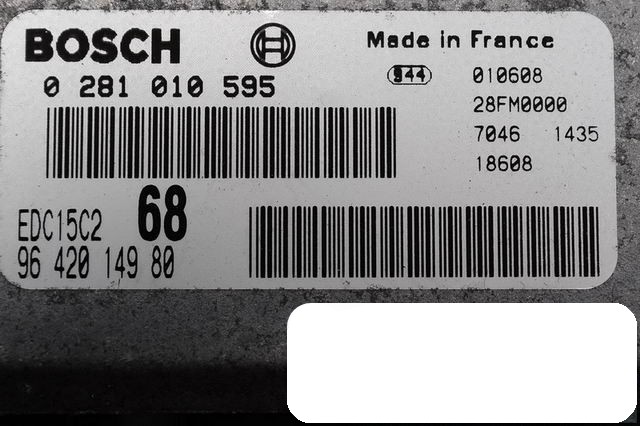 BOSCH
Made in France
0 281 010 595
344
010608
28FM0000
7046 1435
18608
EDC15C2 68
96 420 149 80